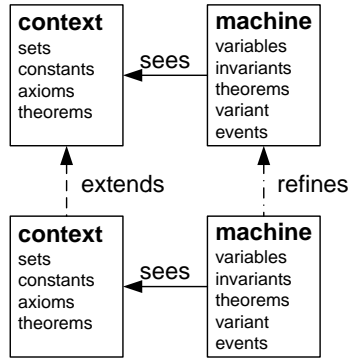 context
sets
constants
axioms
theorems
sees
machine
variables
invariants
theorems
variant
events
extends
refines
context
sets
constants
axioms
theorems
sees
machine
variables
invariants
theorems
variant
events